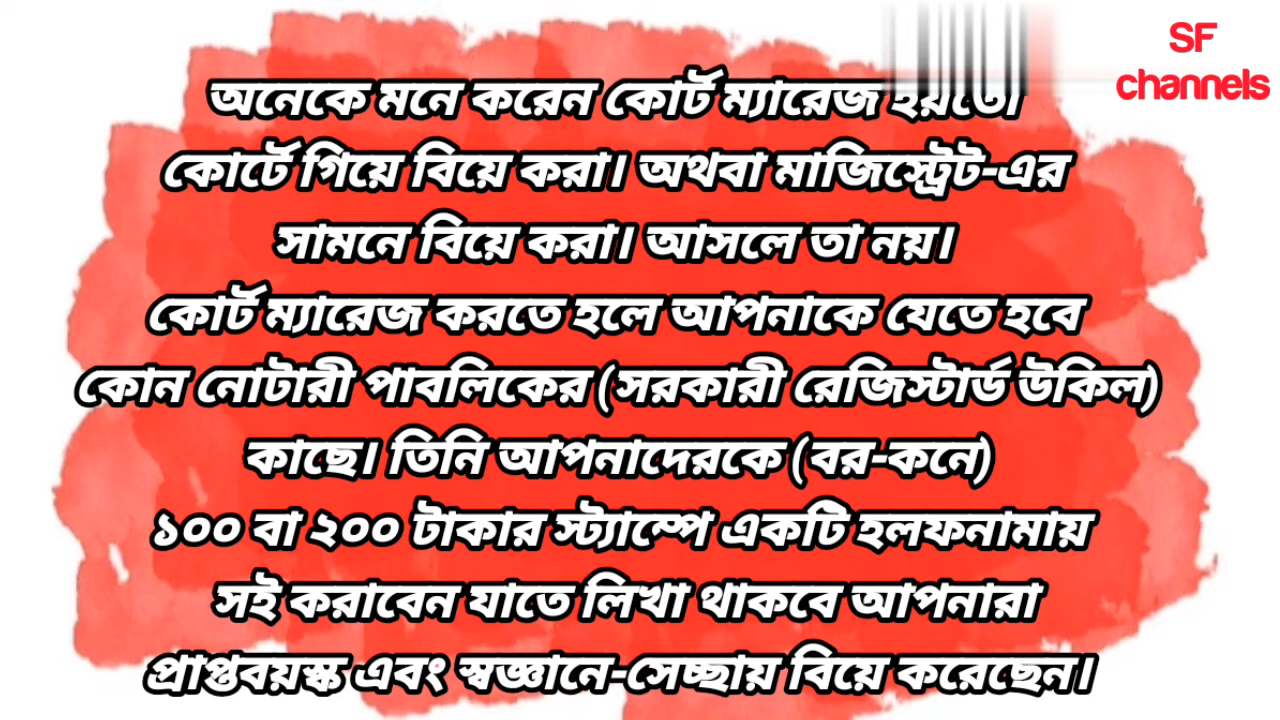 SF
channels
অনেকে মনে করেন কোর্ট ম্যারেজ হয়তো
কোর্টে গিয়ে বিয়ে করা। অথবা মাজিস্ট্রেট-এর
সামনে বিয়ে করা। আসলে তা নয়।
কোর্ট ম্যারেজ করতে হলে আপনাকে যেতে হবে
কোন নোটারী পাবলিকের (সরকারী রেজিস্টার্ড উকিল)
কাছে। তিনি আপনাদেরকে (বর-কনে)
১০০ বা ২০০ টাকার স্ট্যাম্পে একটি হলফনামায়
সই করাবেন যাতে লিখা থাকবে আপনারা
প্রাপ্তবয়স্ক এবং স্বজ্ঞানে-সেচ্ছায় বিয়ে করেছেন।